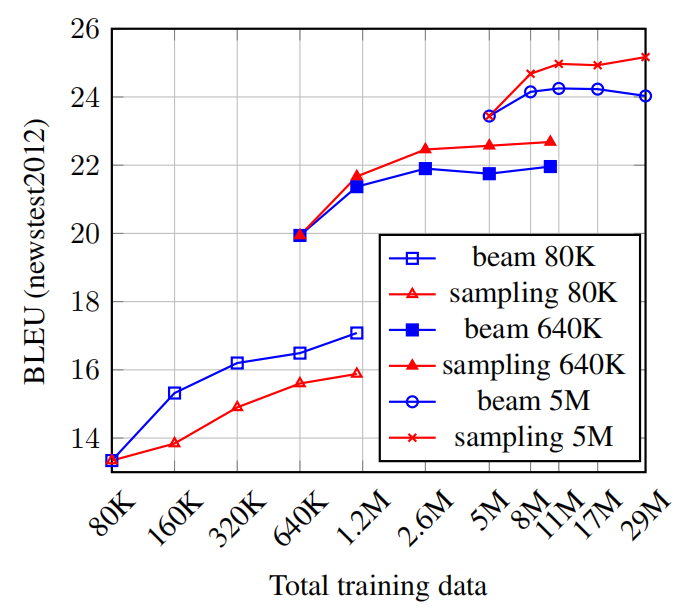 26
24
22
20
18
16
14
BLEU (newstest2012)
beam 80K
sampling 80K
beam 640K
sampling 640K
beam 5M
sampling 5M
80K
160K
320K
640K
1.2M
2.6M
5M
8M
11M
17M
29M
Total training data